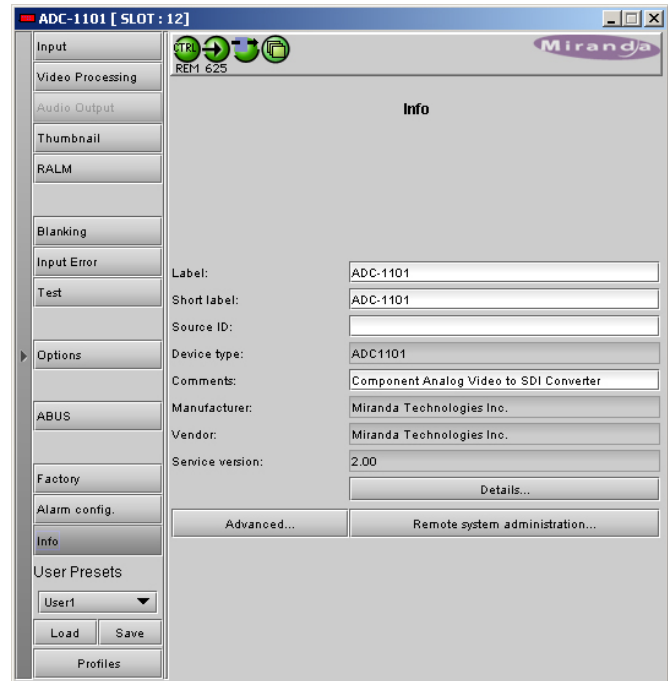 ADC-1101 [ SLOT : 12]
Input
Video Processing
Audio Output
Thumbnail
RALM
Blanking
Input Error
Test
Options
ABUS
Factory
Alarm config.
Info
User Presets
User1
Load Save
Profiles
CTRL
REM 625
Miranda
Info
Label: ADC-1101
Short label: ADC-1101
Source ID:
Device type: ADC1101
Comments: Component Analog Video to SDI Converter
Manufacturer: Miranda Technologies Inc.
Vendor: Miranda Technologies Inc.
Service version: 2.00
Details...
Advanced... Remote system administration...